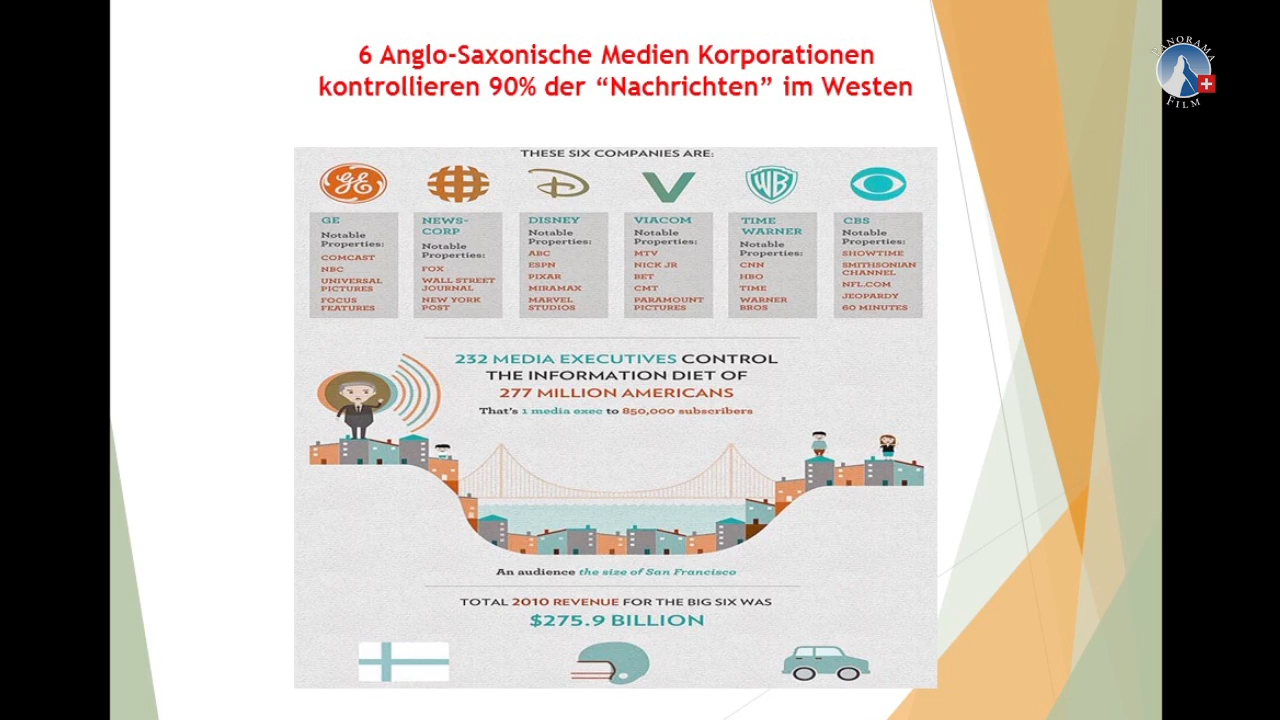 6 Anglo-Saxonische Medien Korporationen
kontrollieren 90% der “Nachrichten” im Westen
PANORAMA
FILM
THESE SIX COMPANIES ARE:
GE
D
V
WB
GE
Notable
Properties:
COMCAST
NBC
UNIVERSAL
PICTURES
FOCUS
FEATURES
NEWS-
CORP
Notable
Properties:
FOX
WALL STREET
JOURNAL
NEW YORK
POST
DISNEY
Notable
Properties:
ABC
ESPN
PIXAR
MIRAMAX
MARVEL
STUDIOS
VIACOM
Notable
Properties:
MTV
NICK JR
BET
CMT
PARAMOUNT
PICTURES
TIME
WARNER
Notable
Properties:
CNN
HBO
TIME
WARNER
BROS
CBS
Notable
Properties:
SHOWTIME
SMITHSONIAN
CHANNEL
NFL.COM
JEOPARDY
60 MINUTES
232 MEDIA EXECUTIVES CONTROL
THE INFORMATION DIET OF
277 MILLION AMERICANS
That's 1 media exec to 850,000 subscribers
An audience the size of San Francisco
TOTAL 2010 REVENUE FOR THE BIG SIX WAS
$275.9 BILLION